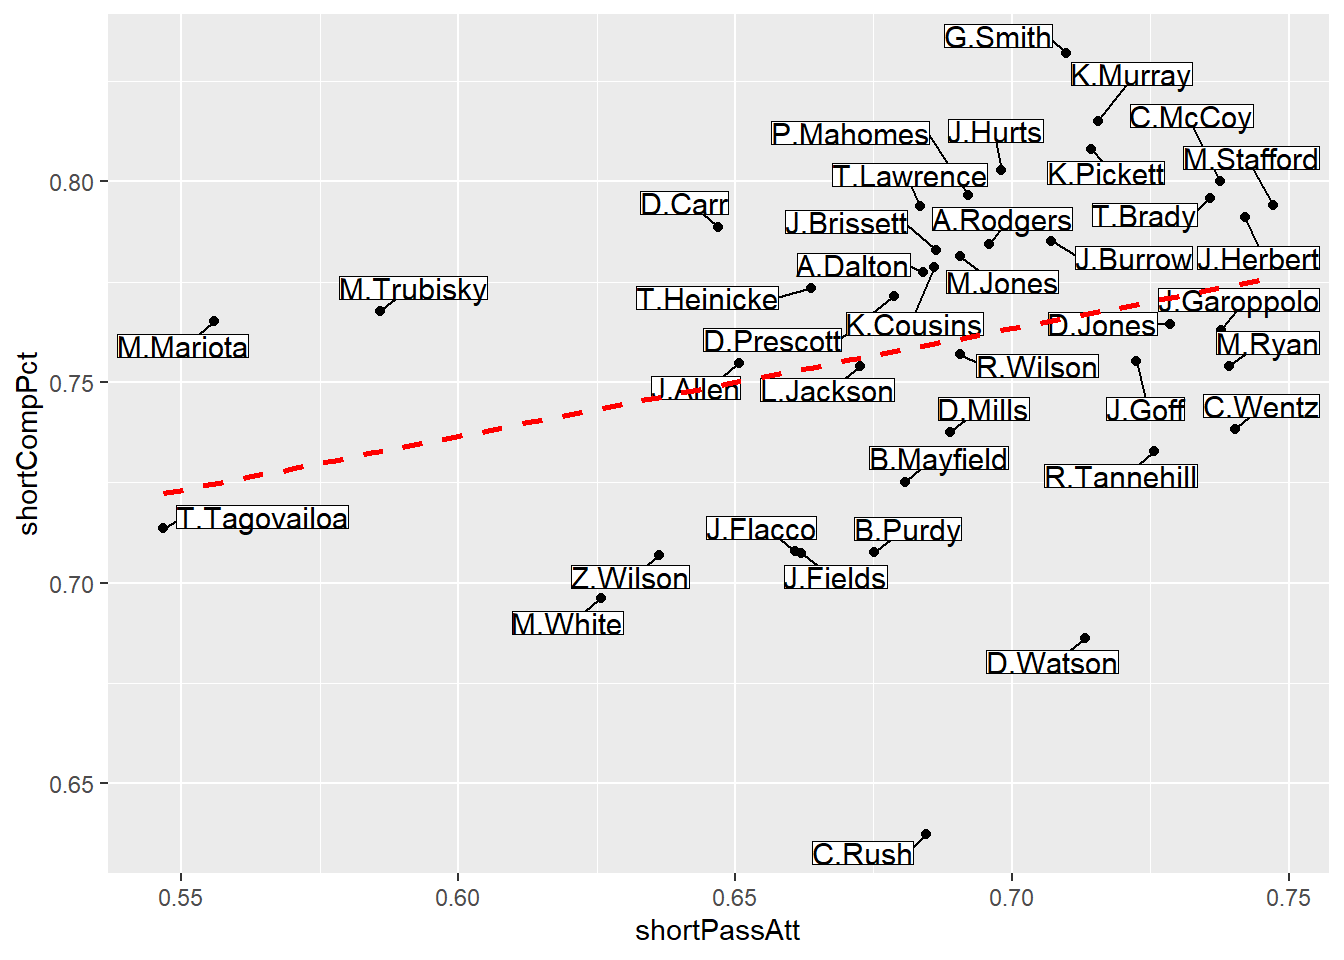 G.Smith
K.Murray
C.McCoy
P.Mahomes
J.Hurts
M.Stafford
T.Lawrence
K.Pickett
0.80
D.Carr
J.Brissett
A.Rodgers
T.Brady
A.Dalton
J.Burrow
J.Herbert
M.Trubisky
T.Heinicke
M.Jones
J.Garoppolo
M.Mariota
D.Prescott
K.Cousins
D.Jones
M.Ryan
0.75
J.Allen
L.Jackson
R.Wilson
D.Mills
J.Goff
C.Wentz
shortCompPct
B.Mayfield
R.Tannehill
T.Tagovailoa
J.Flacco
B.Purdy
0.70
Z.Wilson
J.Fields
M.White
D.Watson
0.65
C.Rush
0.55 0.60 0.65 0.70 0.75
shortPassAtt